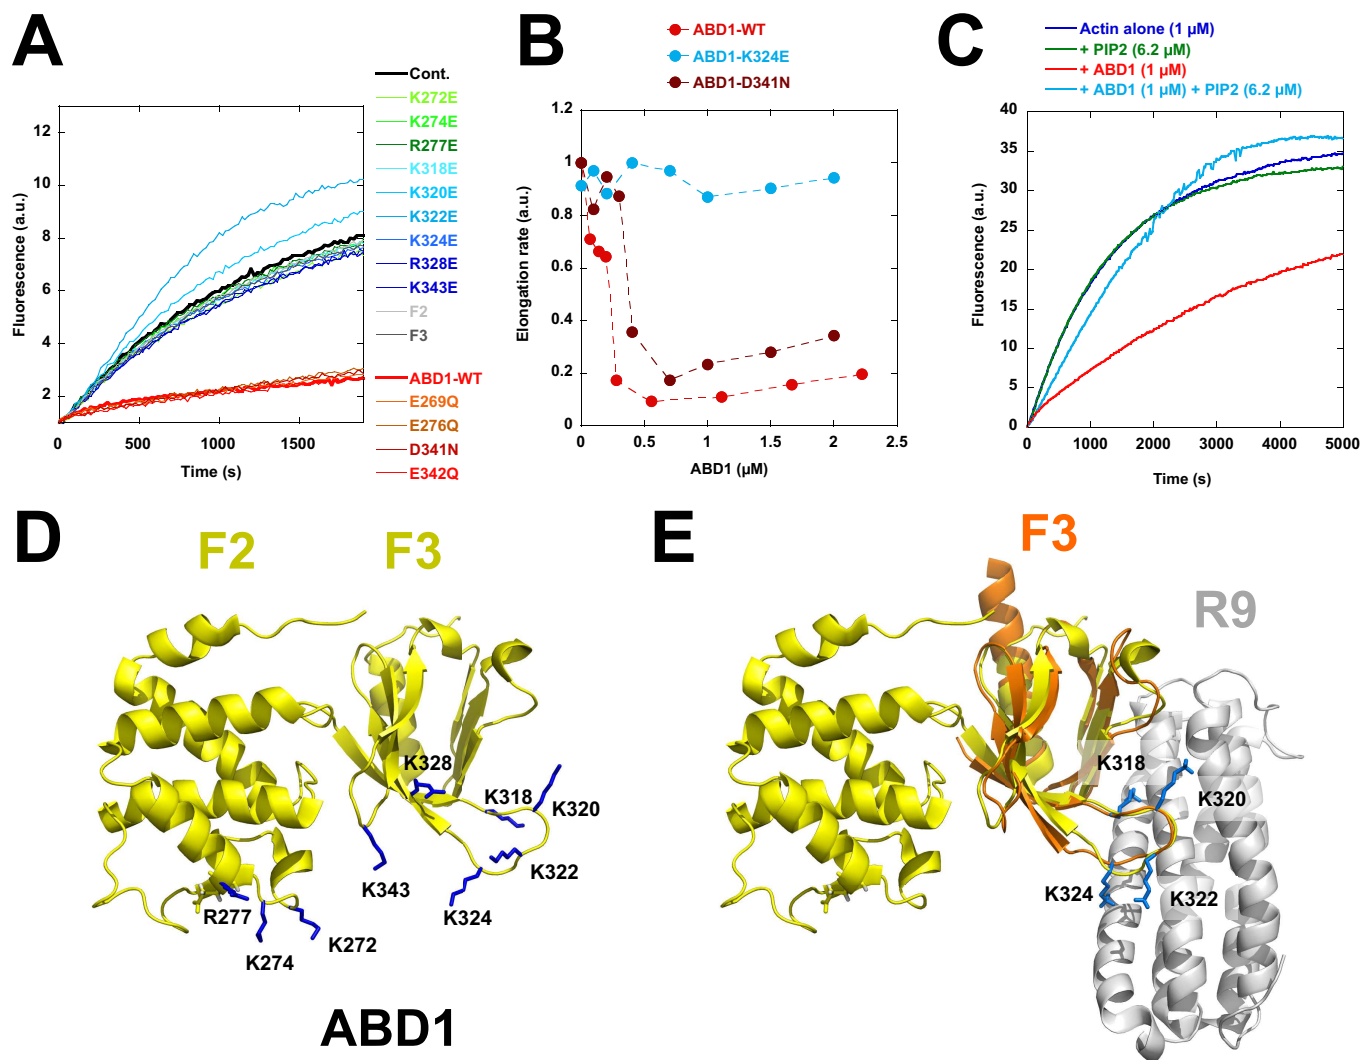 A
Cont.
K272E
K274E
R277E
K318E
K320E
K322E
K324E
R328E
K343E
F2
F3
ABD1-WT
E269Q
E276Q
D341N
E342Q
Fluorescence (a.u.)
12
10
8
6
4
2
0 500 1000 1500
Time (s)
B
ABD1-WT
ABD1-K324E
ABD1-D341N
Elongation rate (a.u.)
1.2
1
0.8
0.6
0.4
0.2
0
0 0.5 1 1.5 2 2.5
ABD1 (µM)
C
Actin alone (1 µM)
+ PIP2 (6.2 µM)
+ ABD1 (1 µM)
+ ABD1 (1 µM) + PIP2 (6.2 µM)
Fluorescence (a.u.)
40
35
30
25
20
15
10
5
0
0 1000 2000 3000 4000 5000
Time (s)
D
F2 F3
K328
K318
K320
K343
K322
K324
R277
K272
K274
ABD1
E
F3
R9
K318
K320
K324
K322